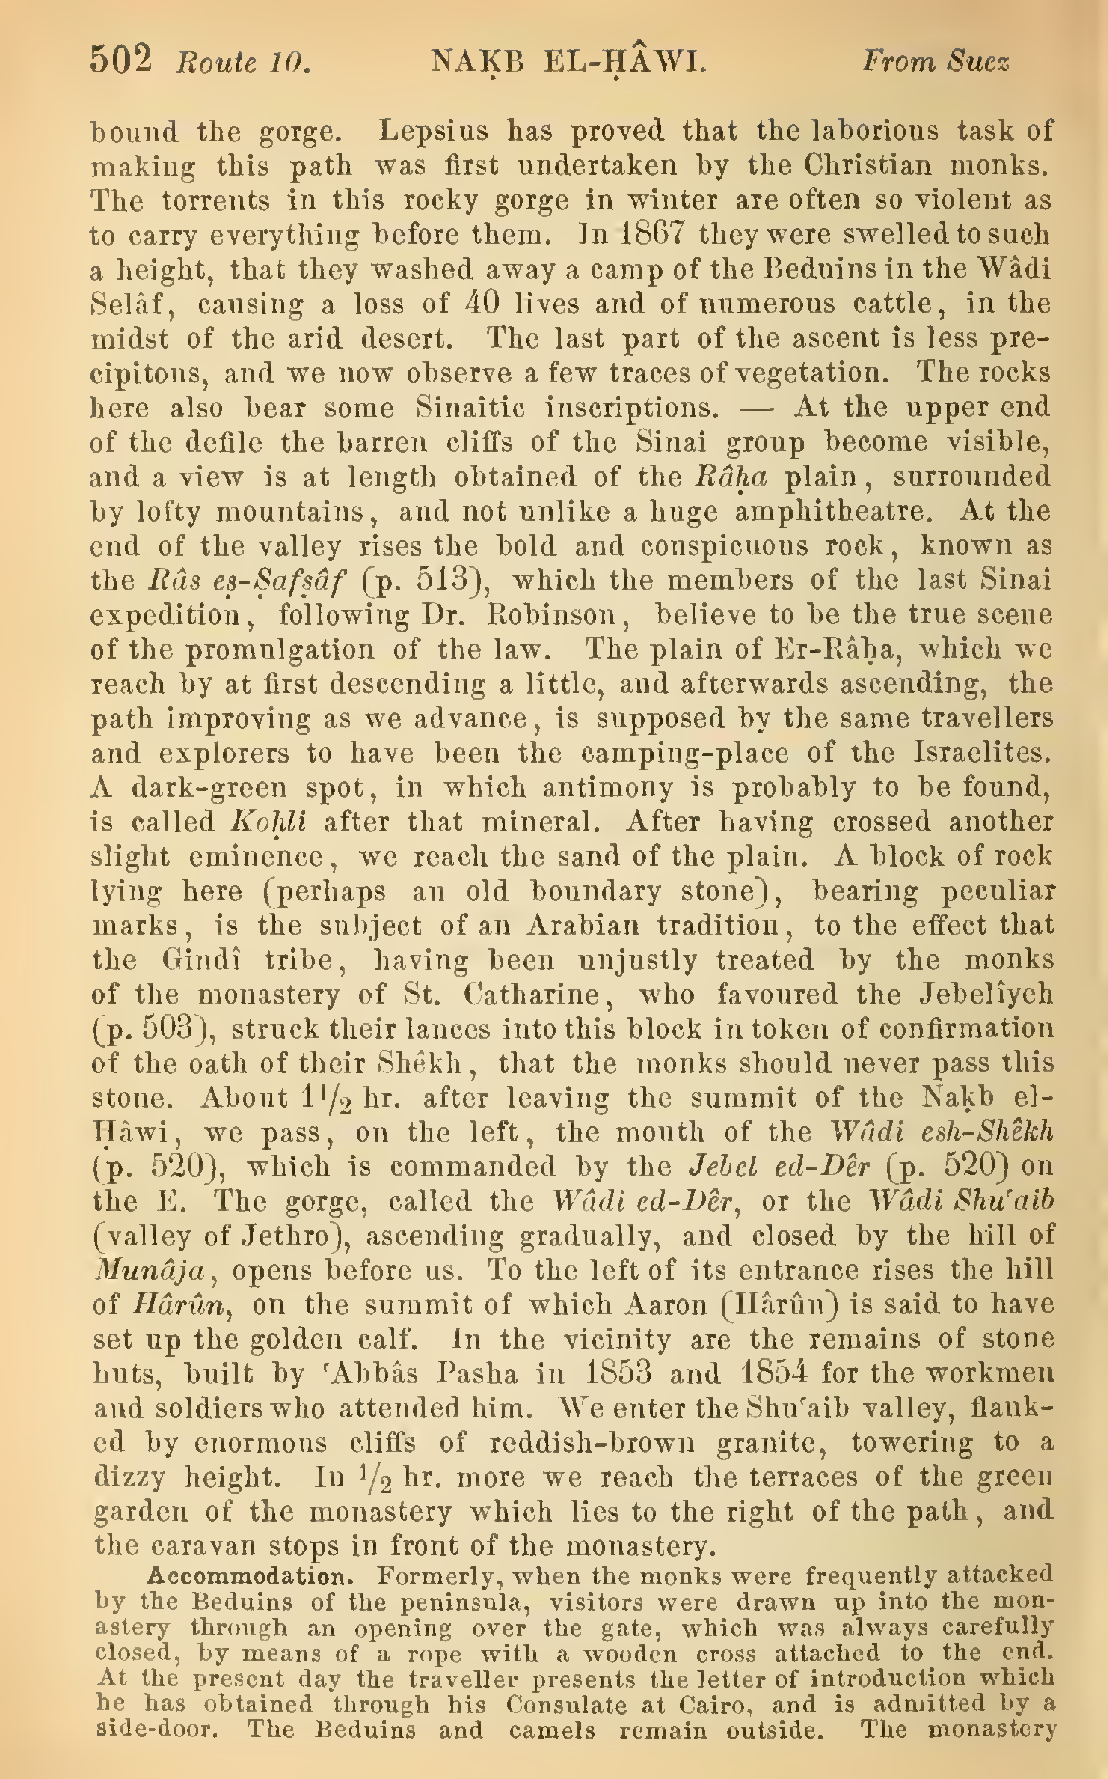 502 Route 10. NAḲB EL-ḤÂWI. From Suez
bound the gorge. Lepsius has proved that the laborious task of
making this path was first undertaken by the Christian monks.
The torrents in this rocky gorge in winter are often so violent as
to carry everything before them. In 1867 they were swelled to such
a height, that they washed away a camp of the Beduins in the Wâdi
Selâf, causing a loss of 40 lives and of numerous cattle, in the
midst of the arid desert. The last part of the ascent is less pre-
cipitous, and we now observe a few traces of vegetation. The rocks
here also bear some Sinaitic inscriptions. — At the upper end
of the defile the barren cliffs of the Sinai group become visible,
and a view is at length obtained of the Râḥa plain, surrounded
by lofty mountains, and not unlike a huge amphitheatre. At the
end of the valley rises the bold and conspicuous rock, known as
the Râs eṣ-Ṣafṣâf (p. 513), which the members of the last Sinai
expedition, following Dr. Robinson, believe to be the true scene
of the promulgation of the law. The plain of Er-Râḥa, which we
reach by at first descending a little, and afterwards ascending, the
path improving as we advance, is supposed by the same travellers
and explorers to have been the camping-place of the Israelites.
A dark-green spot, in which antimony is probably to be found,
is called Koḥli after that mineral. After having crossed another
slight eminence, we reach the sand of the plain. A block of rock
lying here (perhaps an old boundary stone), bearing peculiar
marks, is the subject of an Arabian tradition, to the effect that
the Gindî tribe, having been unjustly treated by the monks
of the monastery of St. Catharine, who favoured the Jebelîyeh
(p. 503), struck their lances into this block in token of confirmation
of the oath of their Shêkh, that the monks should never pass this
stone. About 1 1/2 hr. after leaving the summit of the Naḳb el-
Ḥâwi, we pass, on the left, the mouth of the Wâdi esh-Shêkh
(p. 520), which is commanded by the Jebel ed-Dêr (p. 520) on
the E. The gorge, called the Wâdi ed-Dêr, or the Wâdi Shuʿaib
(valley of Jethro), ascending gradually, and closed by the hill of
Munâja, opens before us. To the left of its entrance rises the hill
of Hârûn, on the summit of which Aaron (Hârûn) is said to have
set up the golden calf. In the vicinity are the remains of stone
huts, built by ʿAbbâs Pasha in 1853 and 1854 for the workmen
and soldiers who attended him. We enter the Shuʿaib valley, flank-
ed by enormous cliffs of reddish-brown granite, towering to a
dizzy height. In 1/2 hr. more we reach the terraces of the green
garden of the monastery which lies to the right of the path, and
the caravan stops in front of the monastery.
Accommodation. Formerly, when the monks were frequently attacked
by the Beduins of the peninsula, visitors were drawn up into the mon-
astery through an opening over the gate, which was always carefully
closed, by means of a rope with a wooden cross attached to the end.
At the present day the traveller presents the letter of introduction which
he has obtained through his Consulate at Cairo, and is admitted by a
side-door. The Beduins and camels remain outside. The monastery